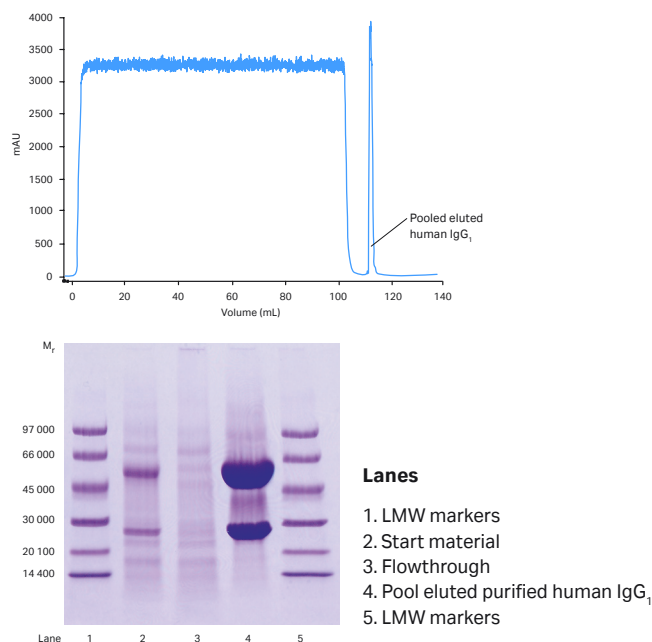 4000
3500
3000
2500
2000
1500
1000
500
0
mAU
0 20 40 60 80 100 120 140
Volume (mL)
Pooled eluted
human IgG₁
Mᵣ
97 000
66 000
45 000
30 000
20 100
14 400
Lane 1 2 3 4 5
Lanes
1. LMW markers
2. Start material
3. Flowthrough
4. Pool eluted purified human IgG₁
5. LMW markers